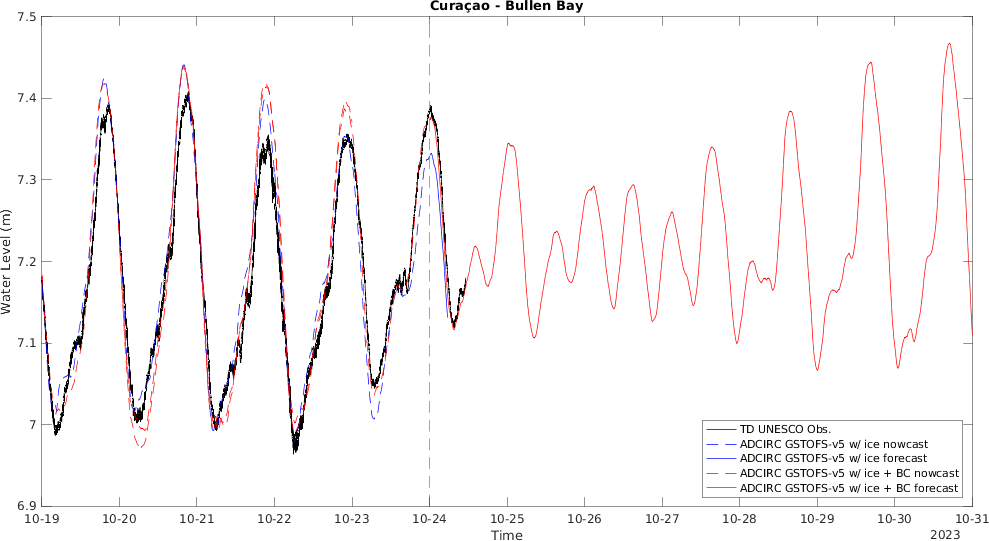 Curaçao - Bullen Bay
7.5
7.4
7.3
7.2
7.1
7
6.9
Water Level (m)
10-19 10-20 10-21 10-22 10-23 10-24 10-25 10-26 10-27 10-28 10-29 10-30 10-31
Time
2023
TD UNESCO Obs.
ADCIRC GSTOFS-v5 w/ ice nowcast
ADCIRC GSTOFS-v5 w/ ice forecast
ADCIRC GSTOFS-v5 w/ ice + BC nowcast
ADCIRC GSTOFS-v5 w/ ice + BC forecast